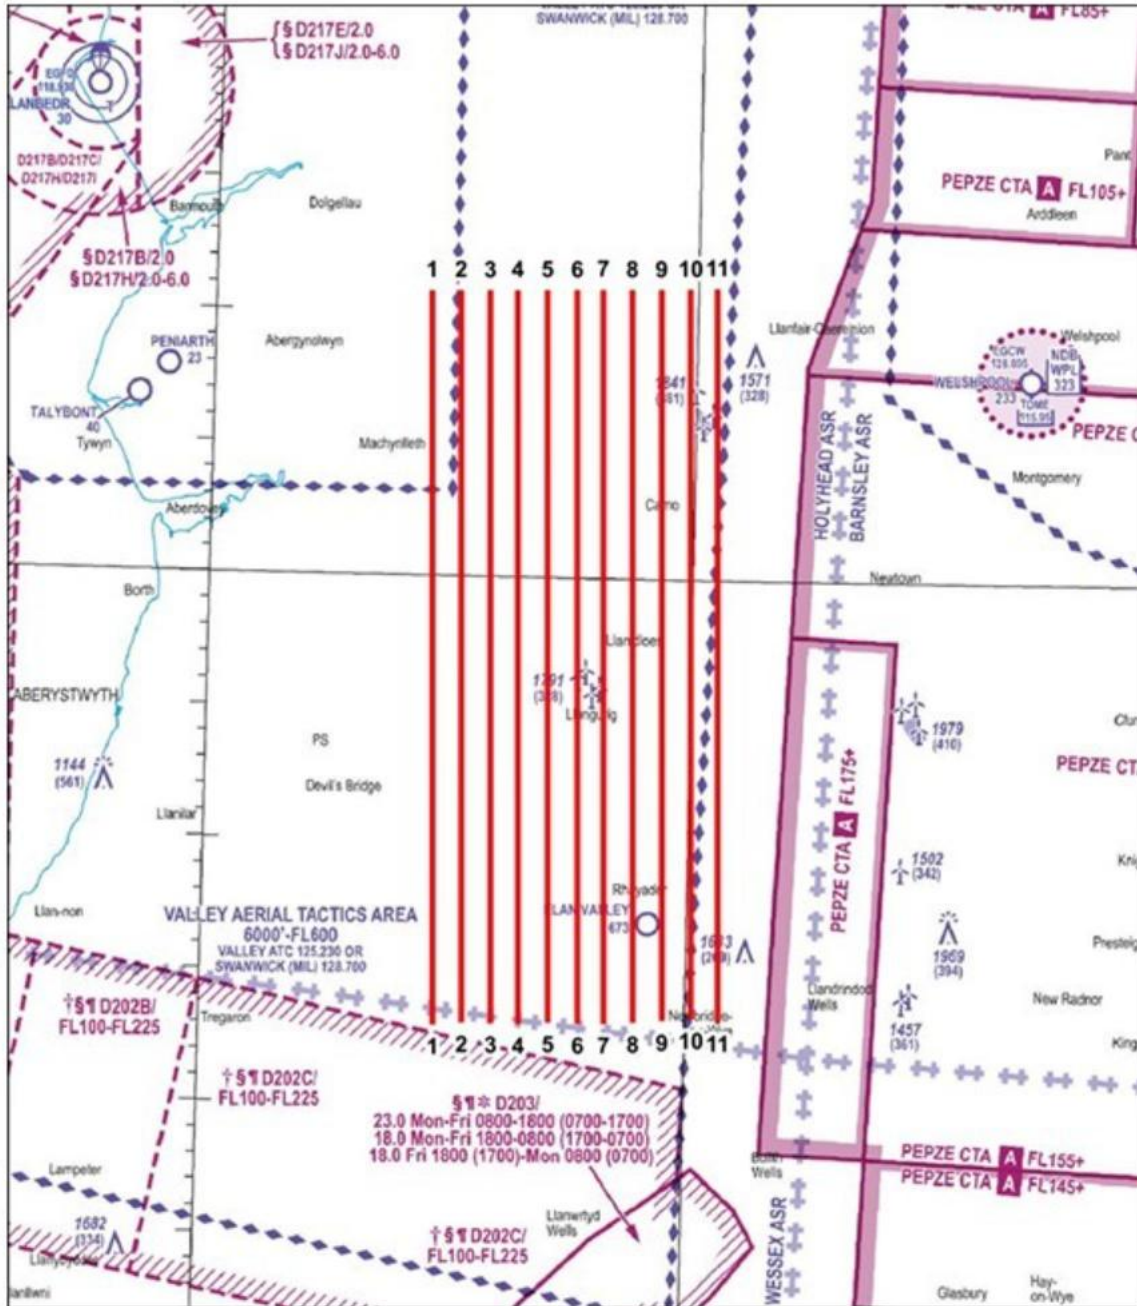 SWANWICK (MIL) 128.700
PEPZE CTA A FL85+
§ D217E/2.0
§ D217J/2.0-6.0
30
D217B/D217C/
D217H/D217I
Pant
PEPZE CTA A FL105+
Arddleen
Barmouth
Dolgellau
§ D217B/2.0
§ D217H/2.0-6.0
1 2 3 4 5 6 7 8 9 10 11
PENIARTH
23
Abergynolwyn
Welshpool
EGCW
WELSHPOOL
233
NDB
WPL
323
1571
(328)
TALYBONT
40
Tywyn
Machynlleth
PEPZE C
Montgomery
HOLYHEAD ASR
BARNSLEY ASR
Aberdovey
Borth
Newtown
ABERYSTWYTH
1144
(561)
PS
Devil's Bridge
Llanilar
1979
(410)
PEPZE CT
PEPZE CTA A FL175+
1502
(342)
Llan-non
ELAN VALLEY
673
VALLEY AERIAL TACTICS AREA
6000'-FL600
VALLEY ATC 125.230 OR
SWANWICK (MIL) 128.700
1969
(394)
Presteig
Llandrindod
Wells
New Radnor
1457
(361)
King
†§¶ D202B/
FL100-FL225
Tregaron
1 2 3 4 5 6 7 8 9 10 11
†§¶ D202C/
FL100-FL225
§¶* D203/
23.0 Mon-Fri 0800-1800 (0700-1700)
18.0 Mon-Fri 1800-0800 (1700-0700)
18.0 Fri 1800 (1700)-Mon 0800 (0700)
Lampeter
PEPZE CTA A FL155+
PEPZE CTA A FL145+
Wells
1682
(334)
Llanwrtyd
Wells
†§¶ D202C/
FL100-FL225
WESSEX ASR
Glasbury
Hay-
on-Wye